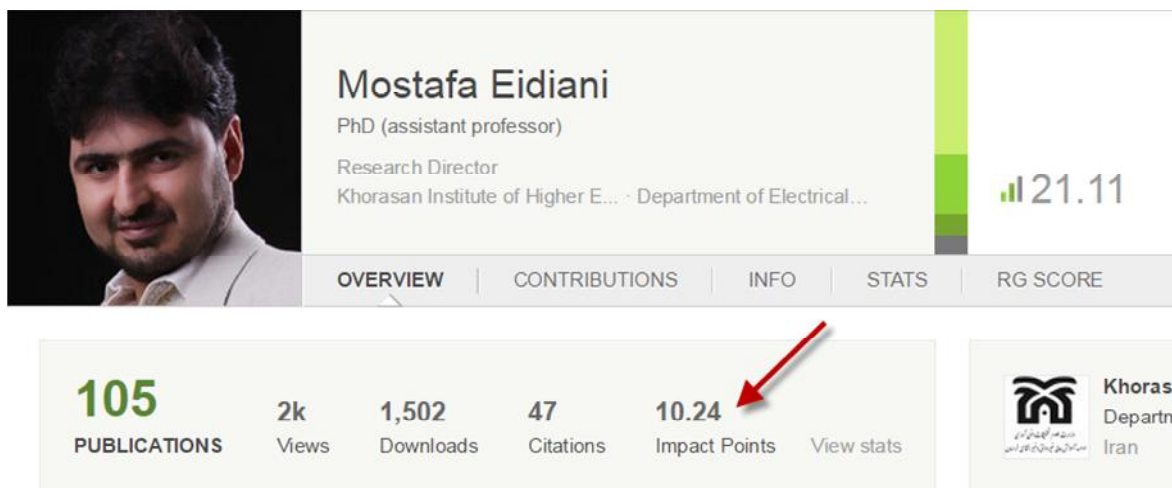 Mostafa Eidiani
PhD (assistant professor)
Research Director
Khorasan Institute of Higher E... · Department of Electrical...
21.11
OVERVIEW
CONTRIBUTIONS
INFO
STATS
RG SCORE
105
PUBLICATIONS
2k
Views
1,502
Downloads
47
Citations
10.24
Impact Points
View stats
Khoras
Departm
Iran